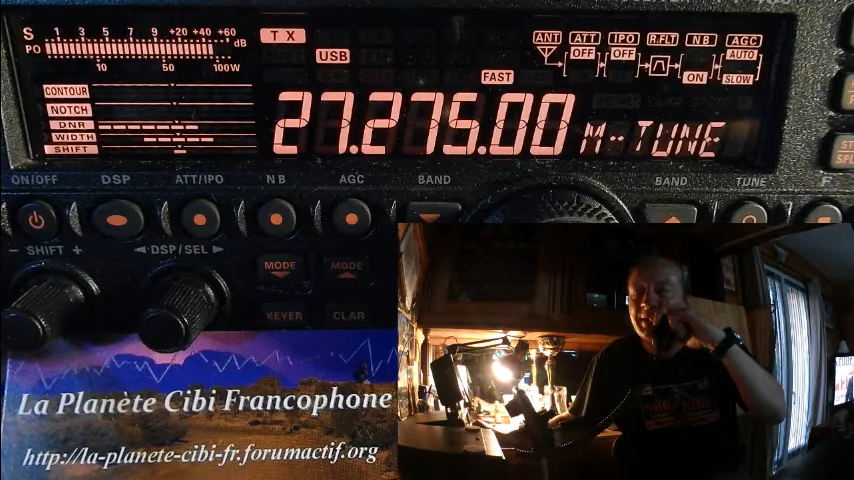 S 1 3 5 7 9 +20 +40 +60 dB
PO 10 50 100W
TX
USB
FAST
ANT ATT IPO R.FLT NB AGC
OFF OFF AUTO
ON SLOW
CONTOUR
NOTCH
DNR
WIDTH
SHIFT
27.275.00 M-TUNE
ON/OFF DSP ATT/IPO NB AGC BAND BAND TUNE
- SHIFT + DSP/SEL
MODE MODE
KEYER CLAR
La Planète Cibi Francophone
http://la-planete-cibi-fr.forumactif.org